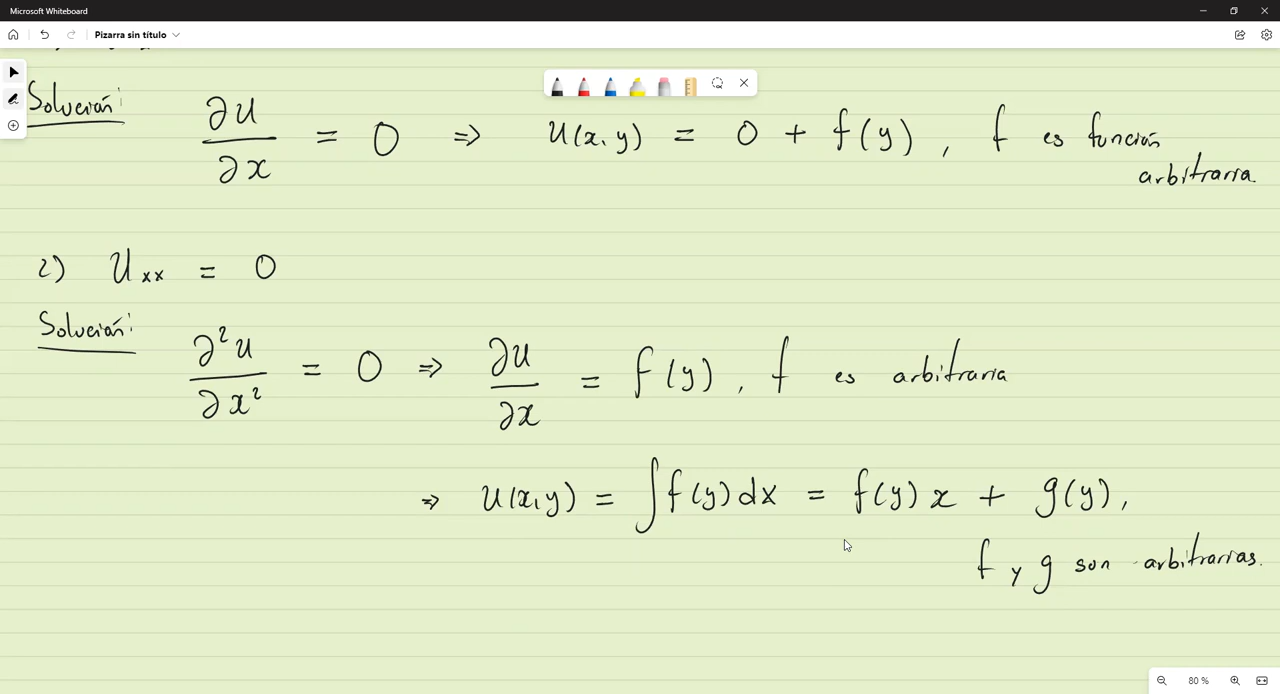 Microsoft Whiteboard
Pizarra sin título
Solución:
∂u/∂x = 0 ⇒ u(x,y) = 0 + f(y), f es función
arbitraria.
2) Uxx = 0
Solución:
∂²u/∂x² = 0 ⇒ ∂u/∂x = f(y), f es arbitraria
⇒ u(x,y) = ∫f(y)dx = f(y)x + g(y),
f y g son arbitrarias.
80 %